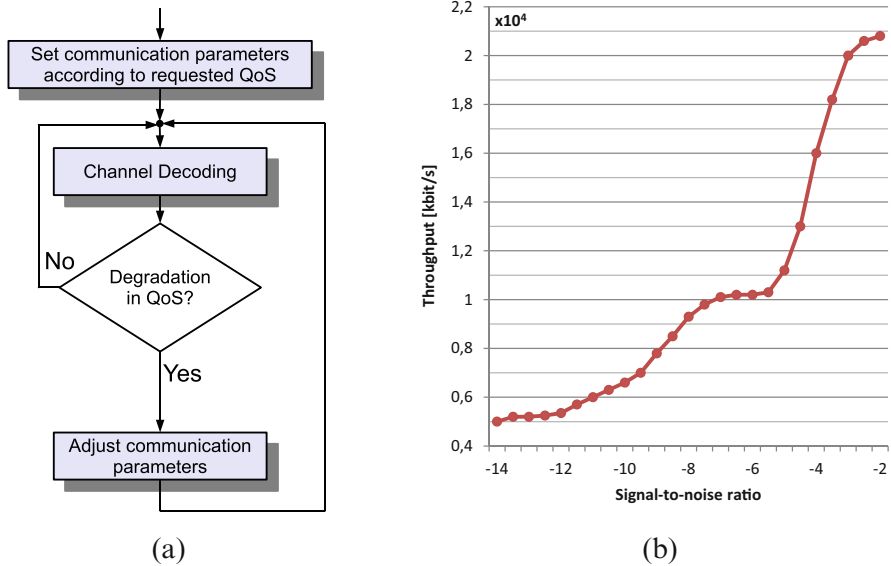 Set communication parameters
according to requested QoS
Channel Decoding
No
Degradation
in QoS?
Yes
Adjust communication
parameters
(a)
x10⁴
2,2
2
1,8
1,6
1,4
1,2
1
0,8
0,6
0,4
Throughput [kbit/s]
-14 -12 -10 -8 -6 -4 -2
Signal-to-noise ratio
(b)